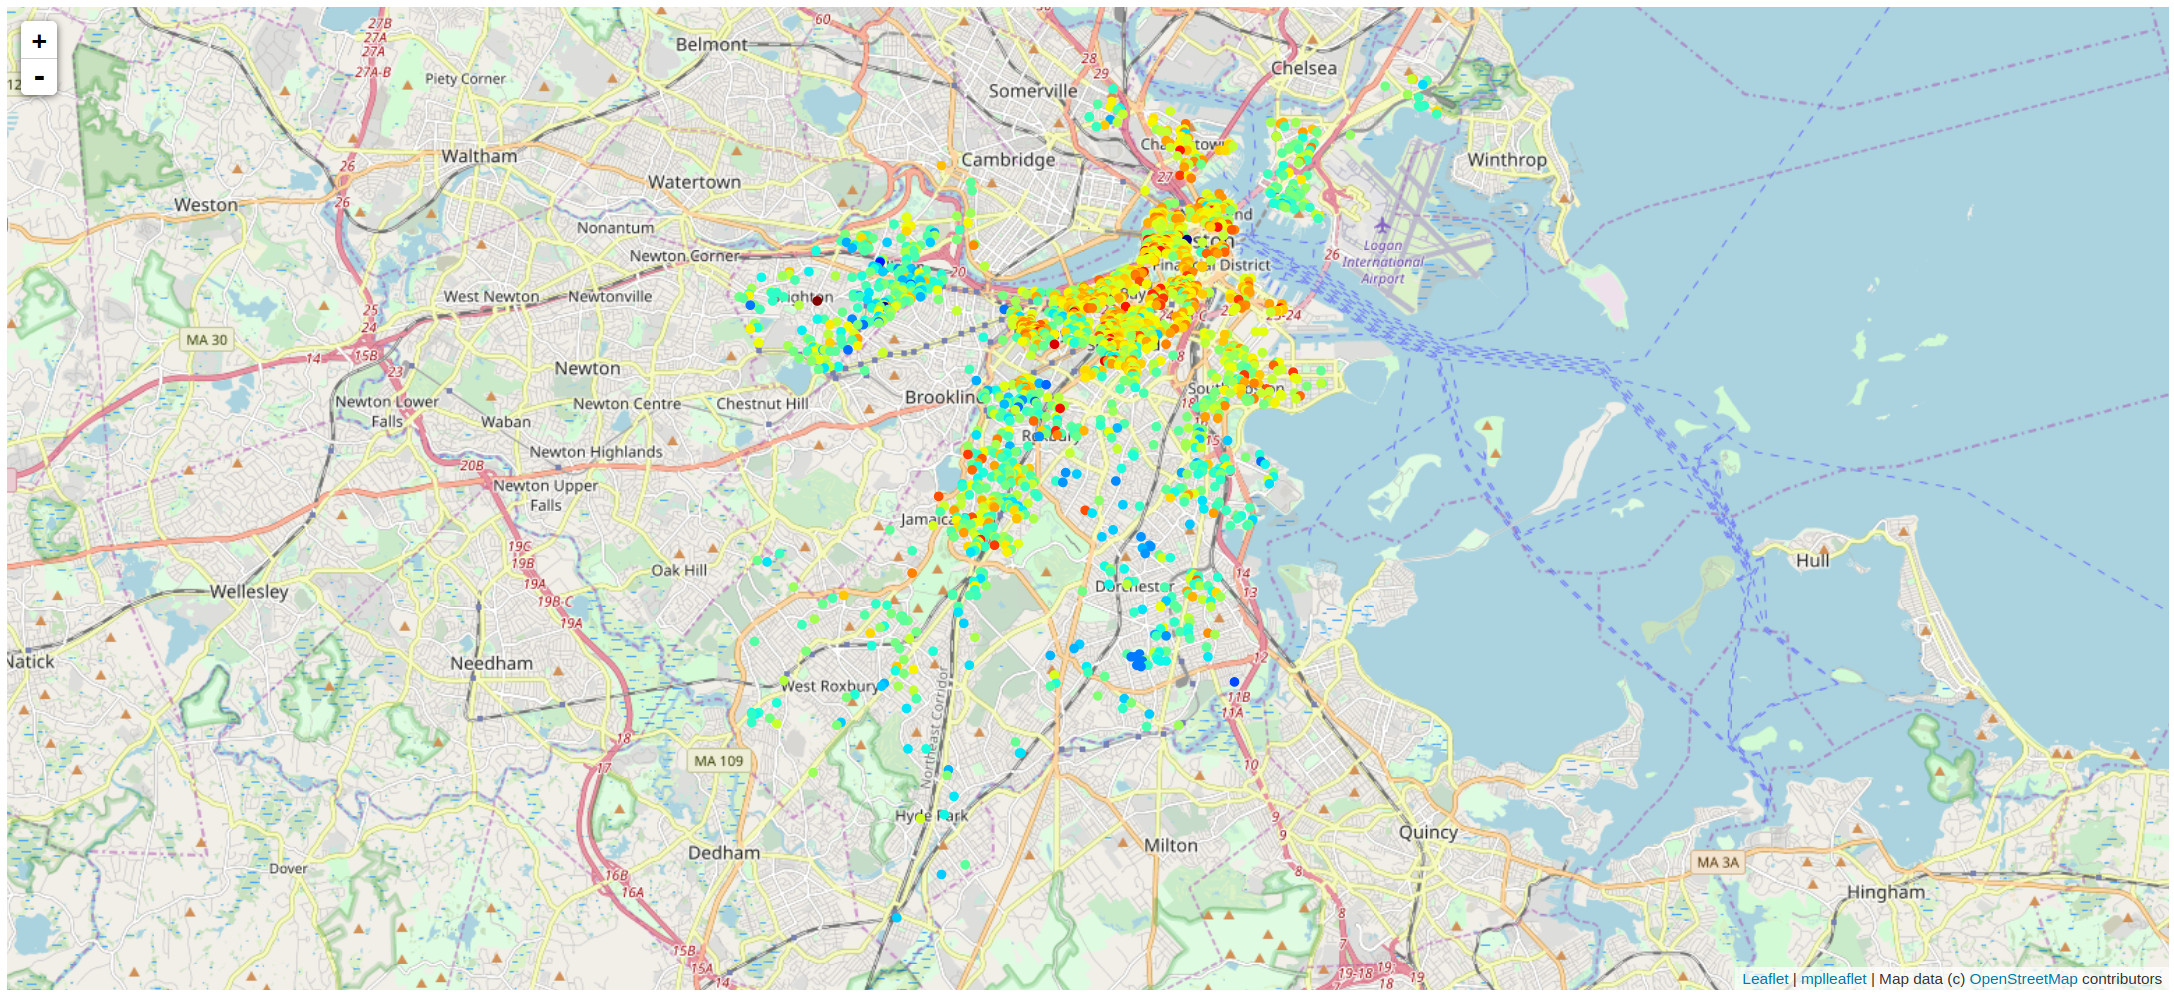 +
-
27B
27A
27A
27A-B
60
Belmont
Piety Corner
28
29
Somerville
Chelsea
Waltham
Watertown
Cambridge
Winthrop
27
26
26
Weston
Nonantum
Newton Corner
20
26
Logan
International
Airport
Financial District
West Newton
Newtonville
25
24
15B
14
23
MA 30
Newton
Newton Lower
Falls
Newton Centre
Chestnut Hill
Waban
Newton Highlands
20B
Newton Upper
Falls
18
15
19C
19B
19A
19B-C
19A
Oak Hill
Wellesley
Dorchester
14
13
Hull
Natick
Needham
West Roxbury
12
11B
11A
18
17
MA 109
Northeast Corridor
10
9
9
Hyde Park
Dedham
Milton
Quincy
MA 3A
Hingham
Dover
16B
16A
8
8
7
15B
15A
14
19-18
19
18
7
Leaflet | mplleaflet | Map data (c) OpenStreetMap contributors